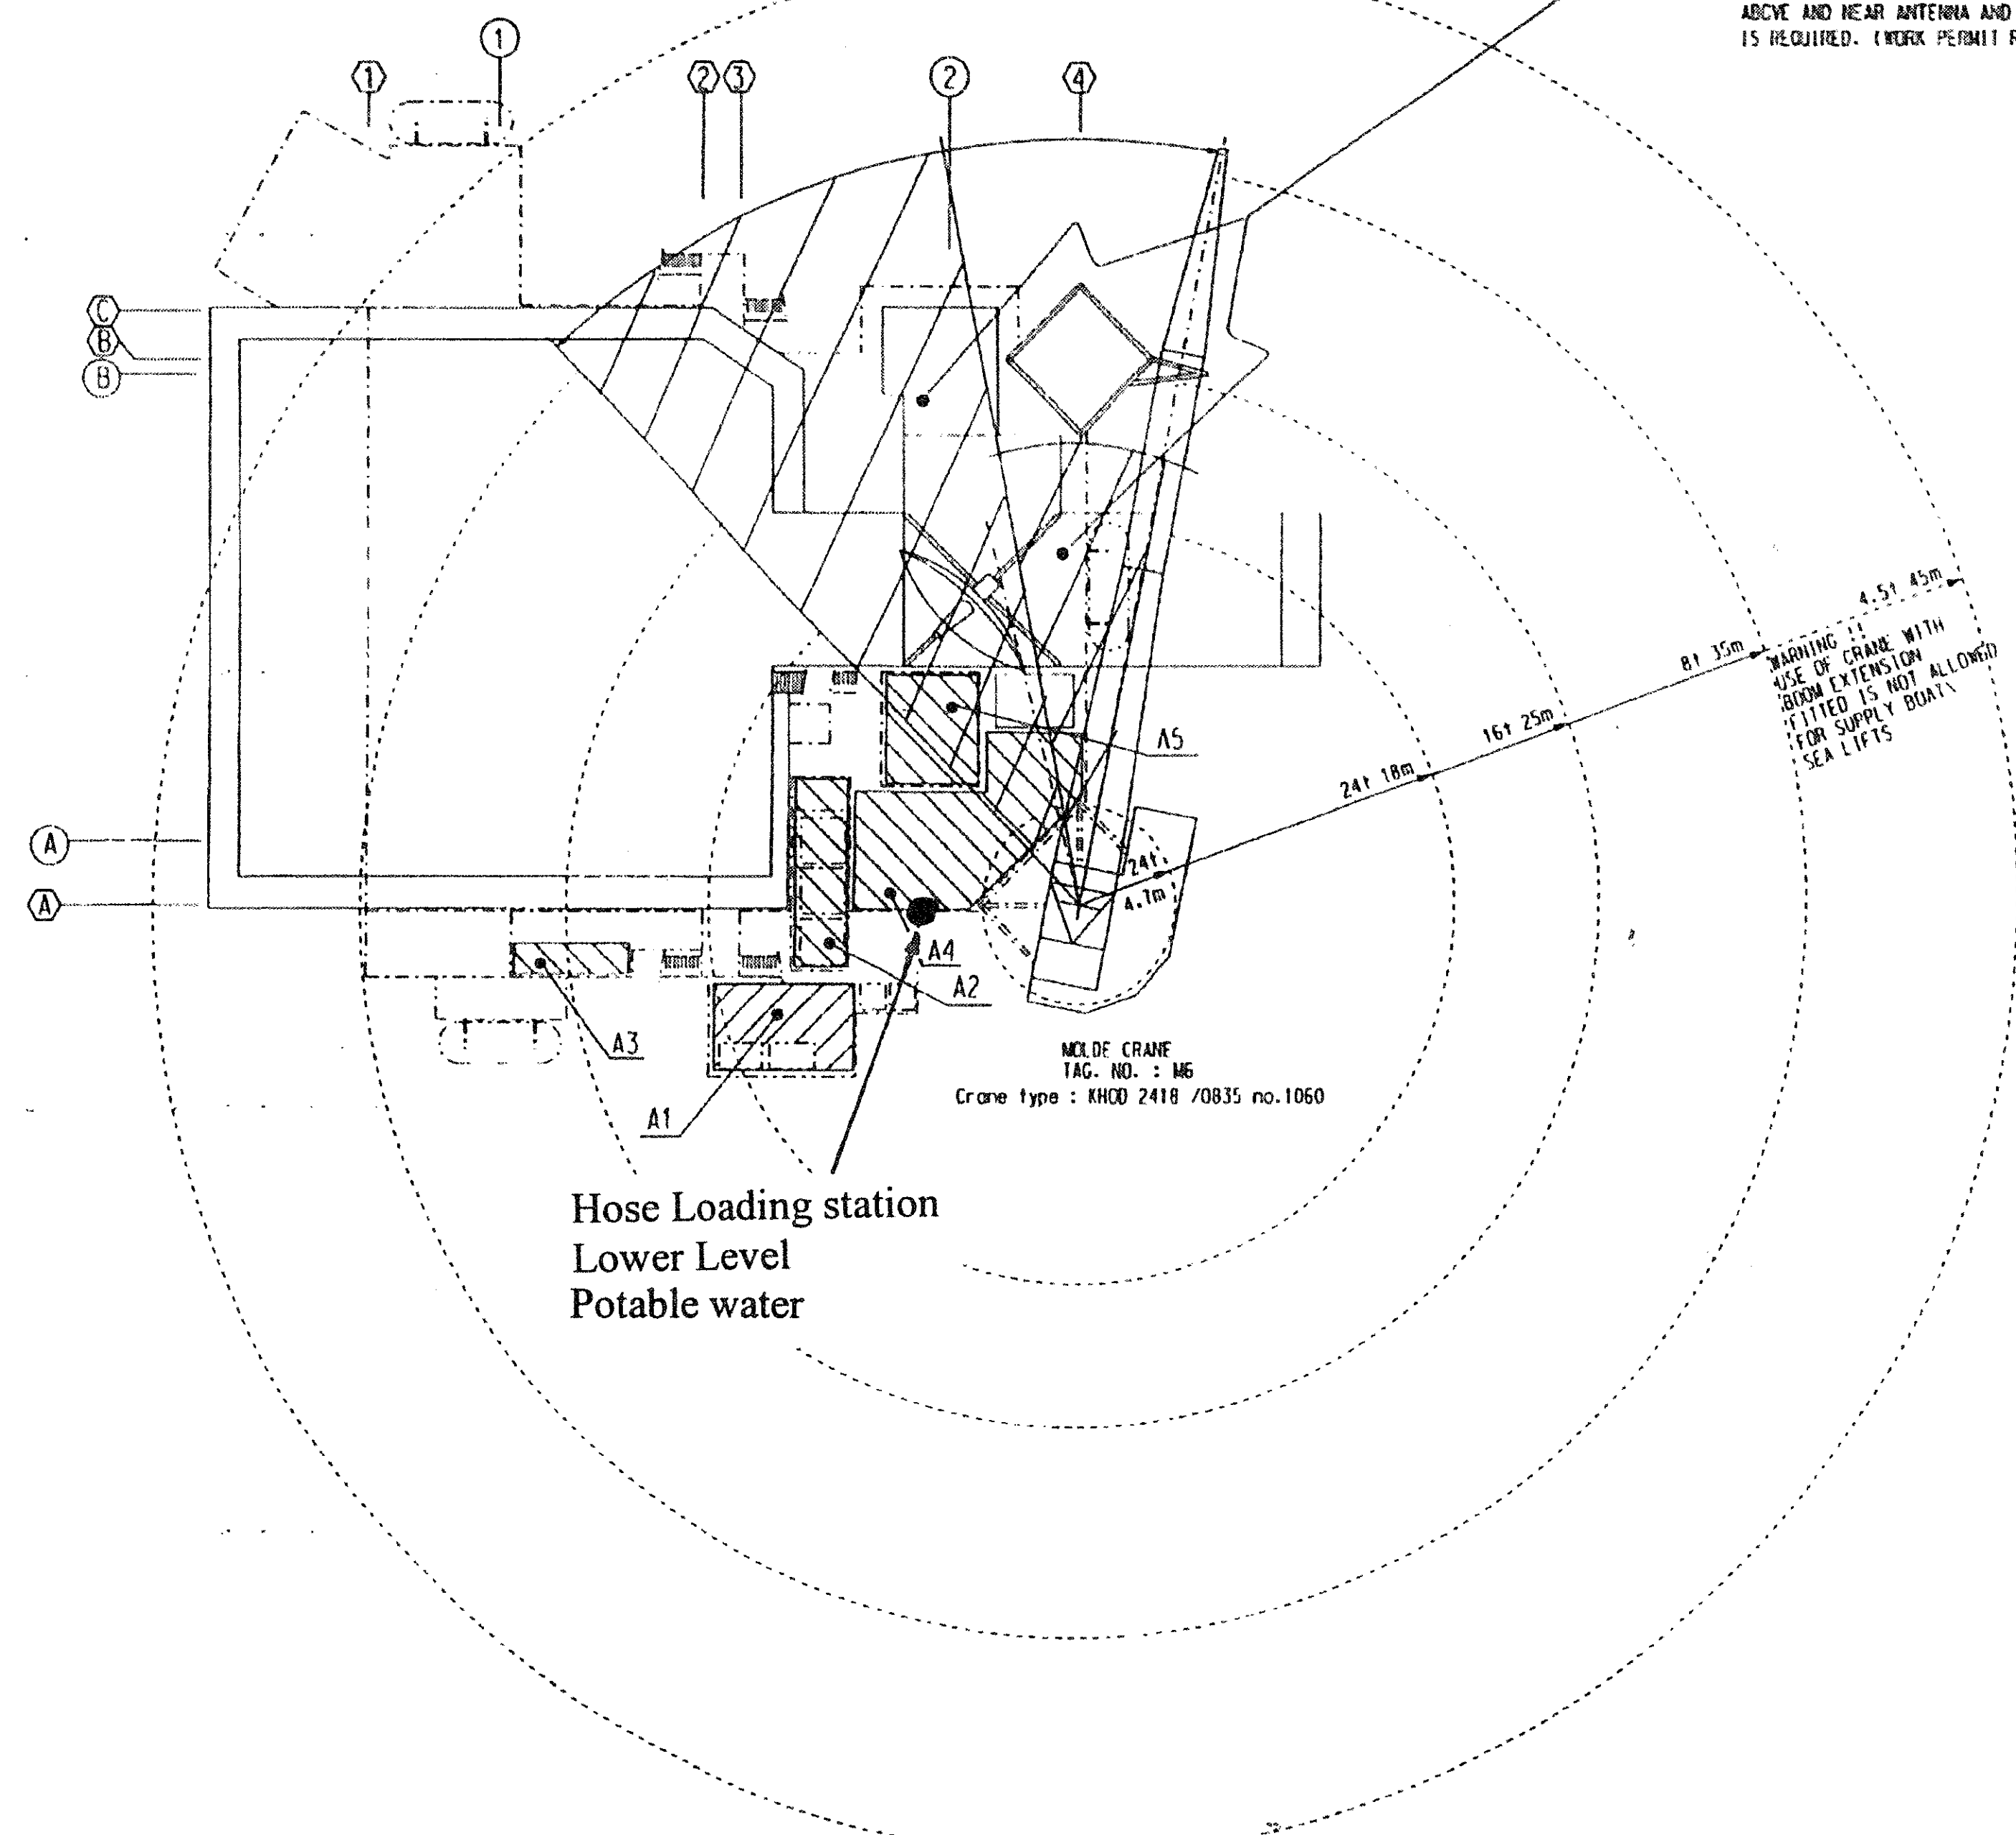 ABOVE AND NEAR ANTENNA AND
IS REQUIRED. (WORK PERMIT
1
1
2
3
2
4
C
B
B
A
A
4.5t 45m
8t 35m
16t 25m
24t 18m
24t
4.7m
WARNING !!
USE OF CRANE WITH
BOOM EXTENSION
FITTED IS NOT ALLOWED
FOR SUPPLY BOAT
SEA LIFTS
A5
A4
A2
A3
A1
MOLDE CRANE
TAG. NO. : M6
Crane type : KHOD 2418 /0835 no.1060
Hose Loading station
Lower Level
Potable water